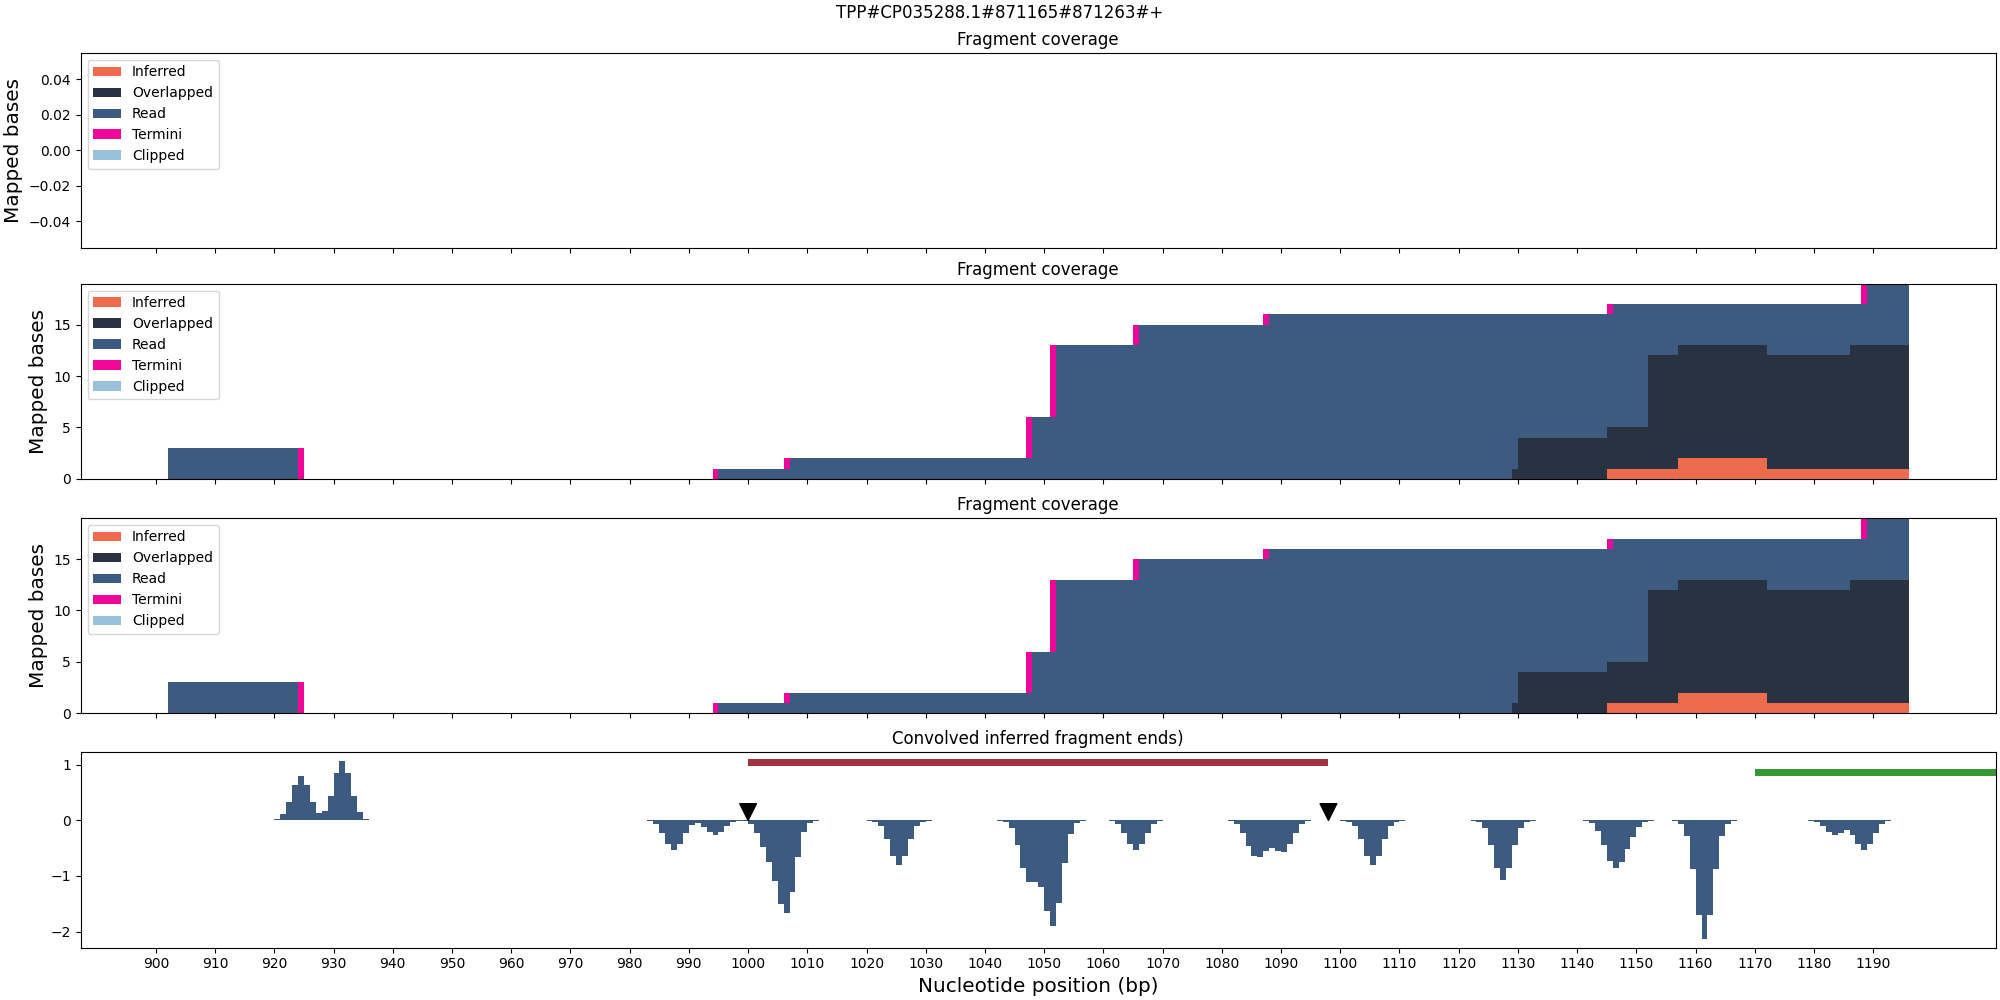 TPP#CP035288.1#871165#871263#+
Fragment coverage
Mapped bases
0.04
0.02
0.00
−0.02
−0.04
Inferred
Overlapped
Read
Termini
Clipped
Fragment coverage
Mapped bases
15
10
5
0
Inferred
Overlapped
Read
Termini
Clipped
Fragment coverage
Mapped bases
15
10
5
0
Inferred
Overlapped
Read
Termini
Clipped
Convolved inferred fragment ends)
1
0
−1
−2
900 910 920 930 940 950 960 970 980 990 1000 1010 1020 1030 1040 1050 1060 1070 1080 1090 1100 1110 1120 1130 1140 1150 1160 1170 1180 1190
Nucleotide position (bp)